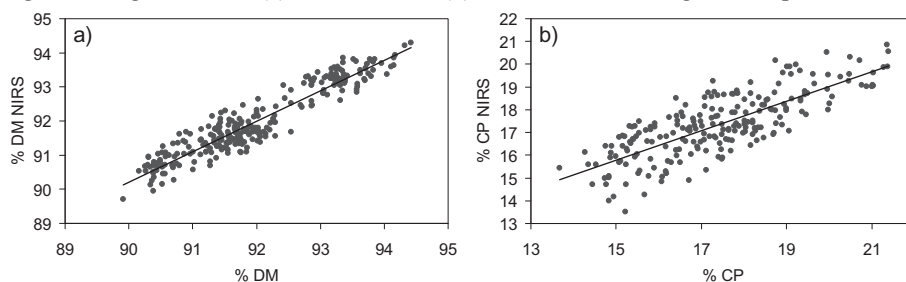 a)
95
94
93
92
91
90
89
% DM NIRS
89 90 91 92 93 94 95
% DM
b)
22
21
20
19
18
17
16
15
14
13
% CP NIRS
13 15 17 19 21
% CP